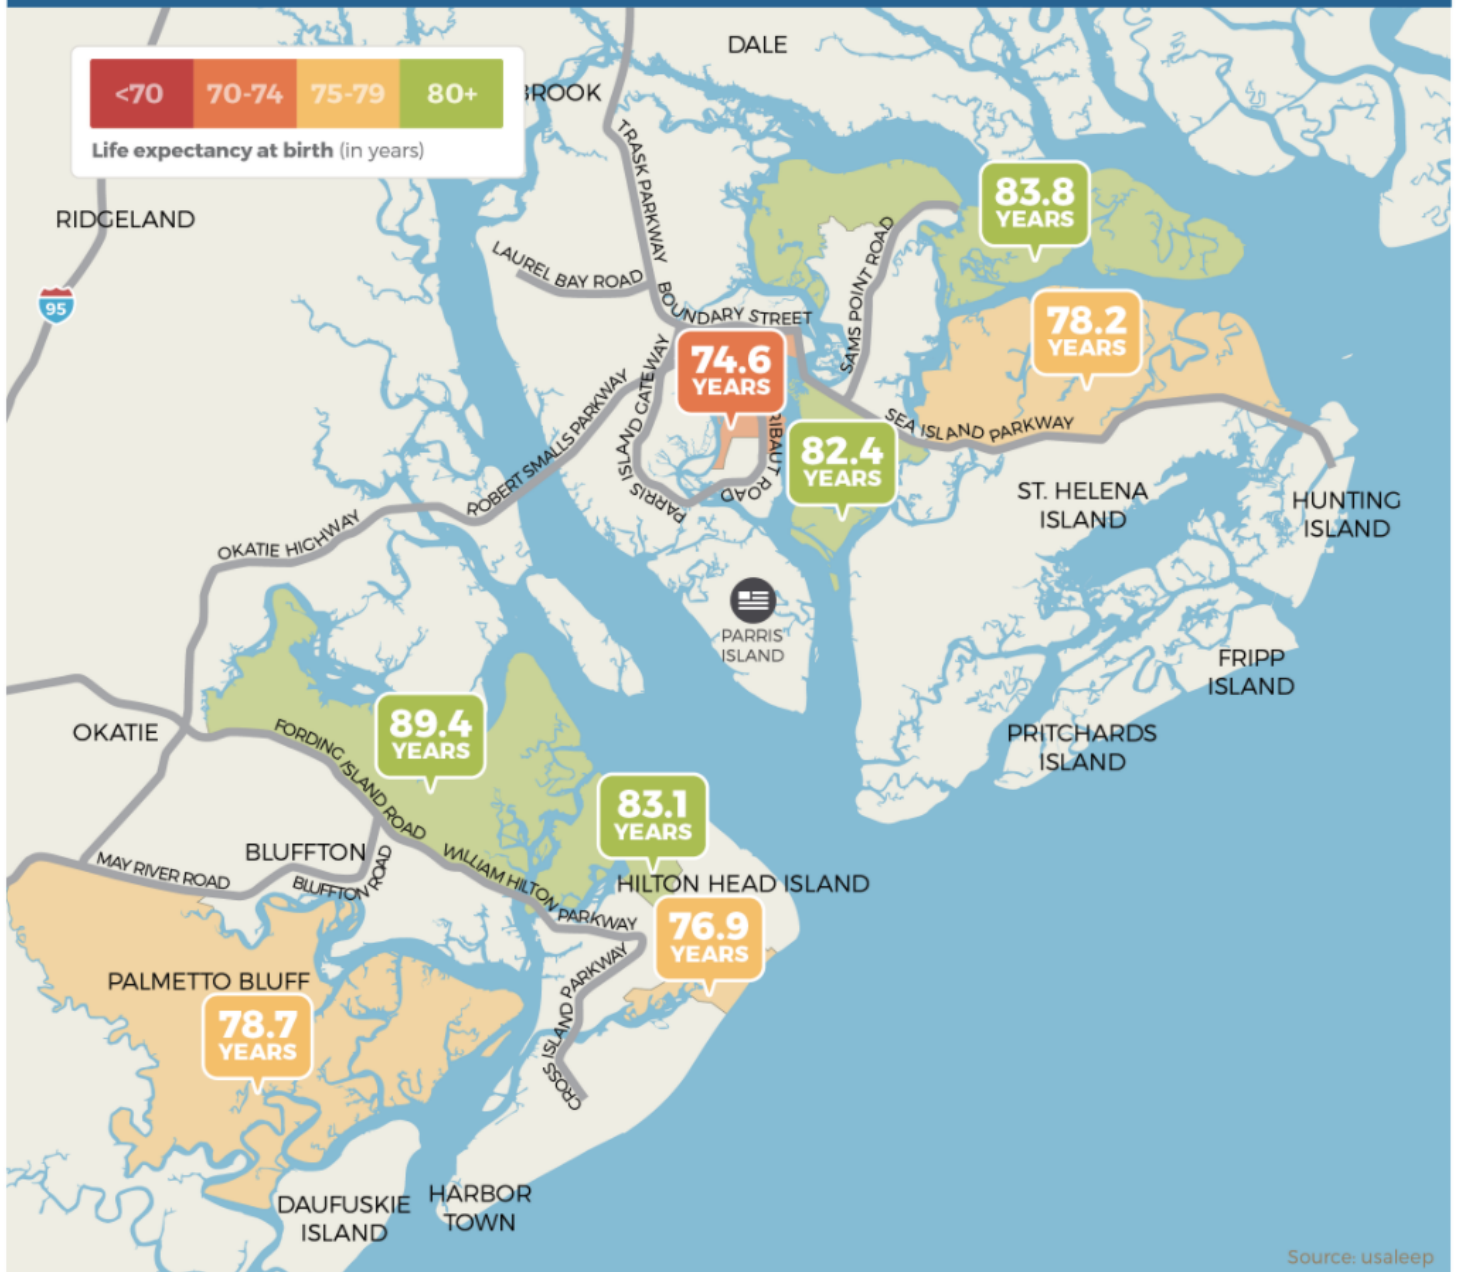 DALE
<70 70-74 75-79 80+
Life expectancy at birth (in years)
BROOK
TRASK PARKWAY
RIDGELAND
83.8
YEARS
LAUREL BAY ROAD
SAMS POINT ROAD
95
BOUNDARY STREET
78.2
YEARS
74.6
YEARS
PARRIS ISLAND GATEWAY
ROBERT SMALLS PARKWAY
RIBAUT ROAD
SEA ISLAND PARKWAY
82.4
YEARS
ST. HELENA
ISLAND
HUNTING
ISLAND
OKATIE HIGHWAY
PARRIS
ISLAND
FRIPP
ISLAND
OKATIE
89.4
YEARS
FORDING ISLAND ROAD
PRITCHARDS
ISLAND
83.1
YEARS
BLUFFTON
MAY RIVER ROAD
BLUFFTON ROAD
WILLIAM HILTON PARKWAY
HILTON HEAD ISLAND
76.9
YEARS
CROSS ISLAND PARKWAY
PALMETTO BLUFF
78.7
YEARS
DAUFUSKIE
ISLAND
HARBOR
TOWN
Source: usaleep